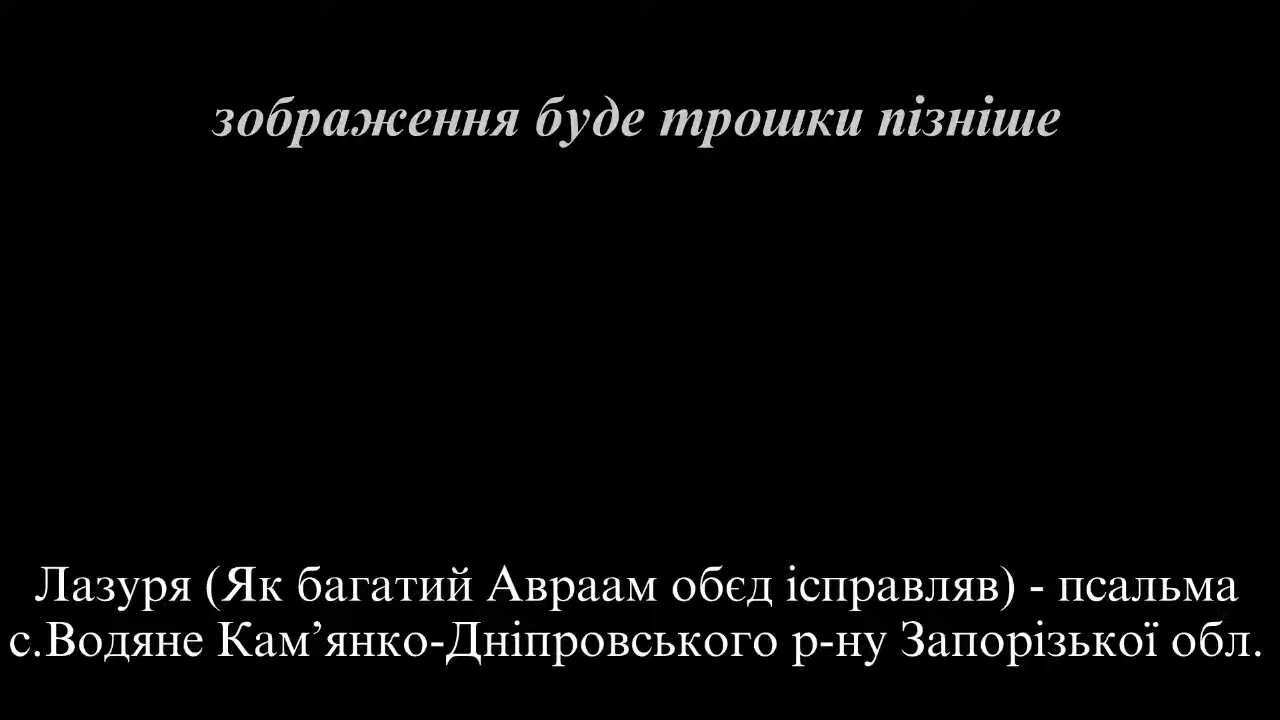 зображення буде трошки пізніше
Лазуря (Як багатий Авраам обєд ісправляв) - псальма
с.Водяне Кам’янко-Дніпровського р-ну Запорізької обл.